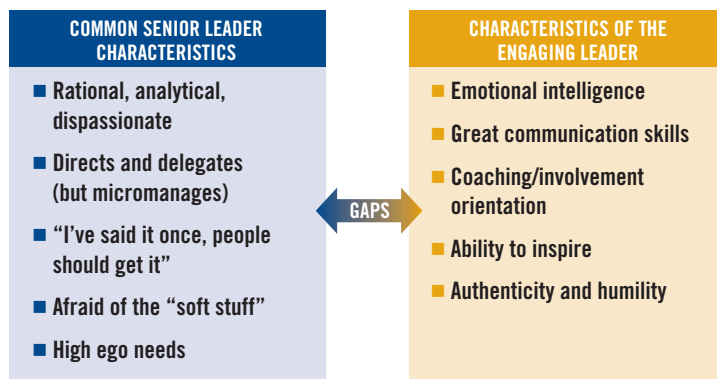 COMMON SENIOR LEADER
CHARACTERISTICS
■ Rational, analytical,
dispassionate
■ Directs and delegates
(but micromanages)
■ “I’ve said it once, people
should get it”
■ Afraid of the “soft stuff”
■ High ego needs
GAPS
CHARACTERISTICS OF THE
ENGAGING LEADER
■ Emotional intelligence
■ Great communication skills
■ Coaching/involvement
orientation
■ Ability to inspire
■ Authenticity and humility